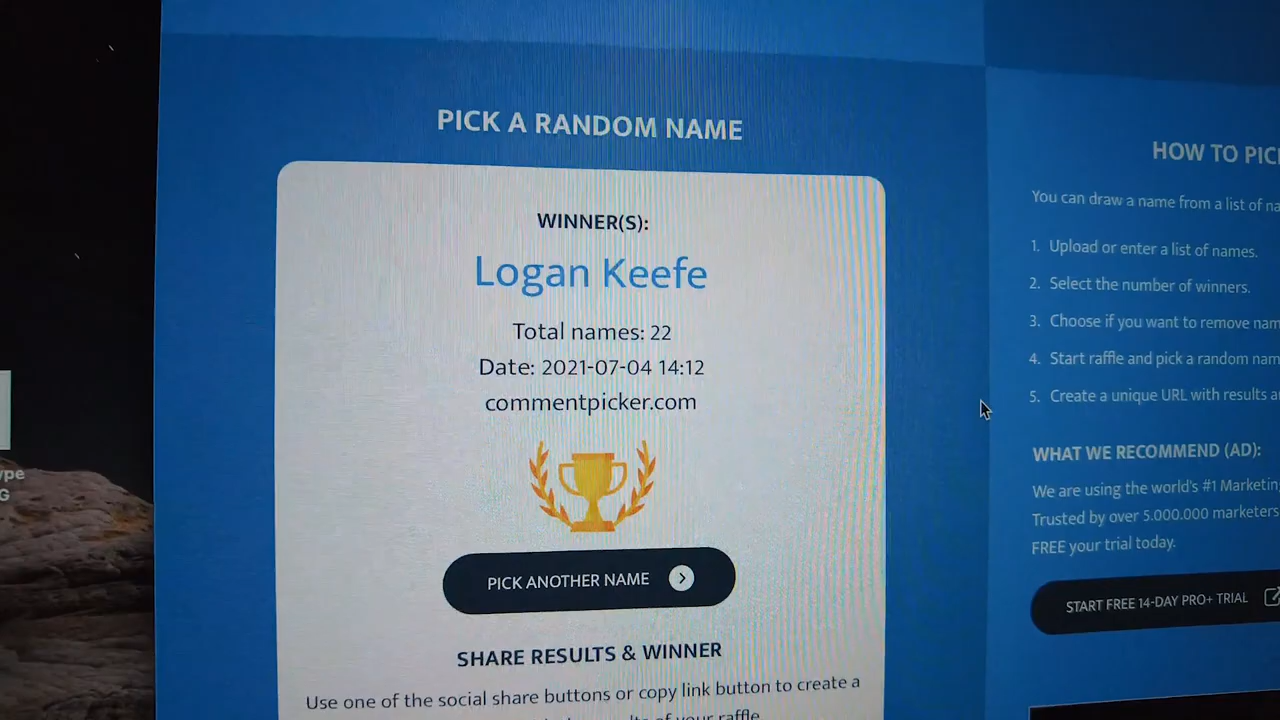 PICK A RANDOM NAME
WINNER(S):
Logan Keefe
Total names: 22
Date: 2021-07-04 14:12
commentpicker.com
PICK ANOTHER NAME
SHARE RESULTS & WINNER
Use one of the social share buttons or copy link button to create a
results of your raffle.
HOW TO PIC
You can draw a name from a list of na
1. Upload or enter a list of names.
2. Select the number of winners.
3. Choose if you want to remove nam
4. Start raffle and pick a random nam
5. Create a unique URL with results a
WHAT WE RECOMMEND (AD):
We are using the world's #1 Marketin
Trusted by over 5.000.000 marketers
FREE your trial today.
START FREE 14-DAY PRO+ TRIAL
ype
G